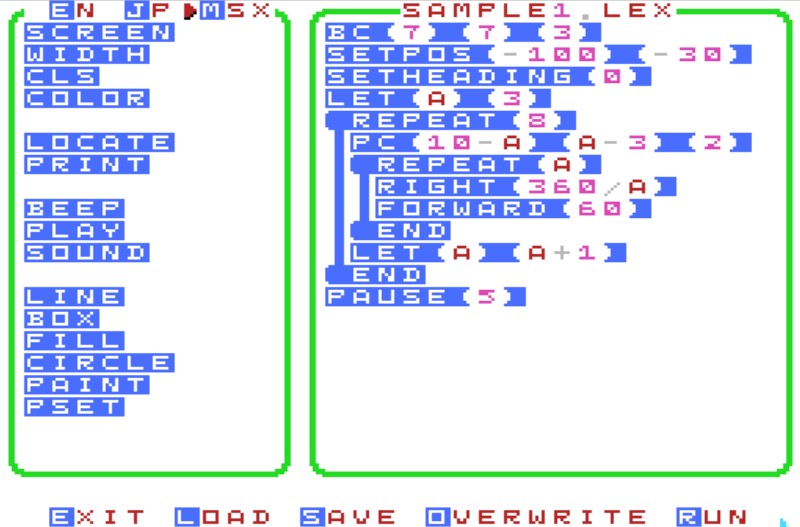 EN JP MSX
SCREEN
WIDTH
CLS
COLOR
LOCATE
PRINT
BEEP
PLAY
SOUND
LINE
BOX
FILL
CIRCLE
PAINT
PSET
SAMPLE1.LEX
BC(7)(7)(3)
SETPOS(-100)(-30)
SETHEADING(0)
LET(A)(3)
REPEAT(8)
PC(10-A)(A-3)(2)
REPEAT(A)
RIGHT(360/A)
FORWARD(60)
END
LET(A)(A+1)
END
PAUSE(5)
EXIT LOAD SAVE OVERWRITE RUN